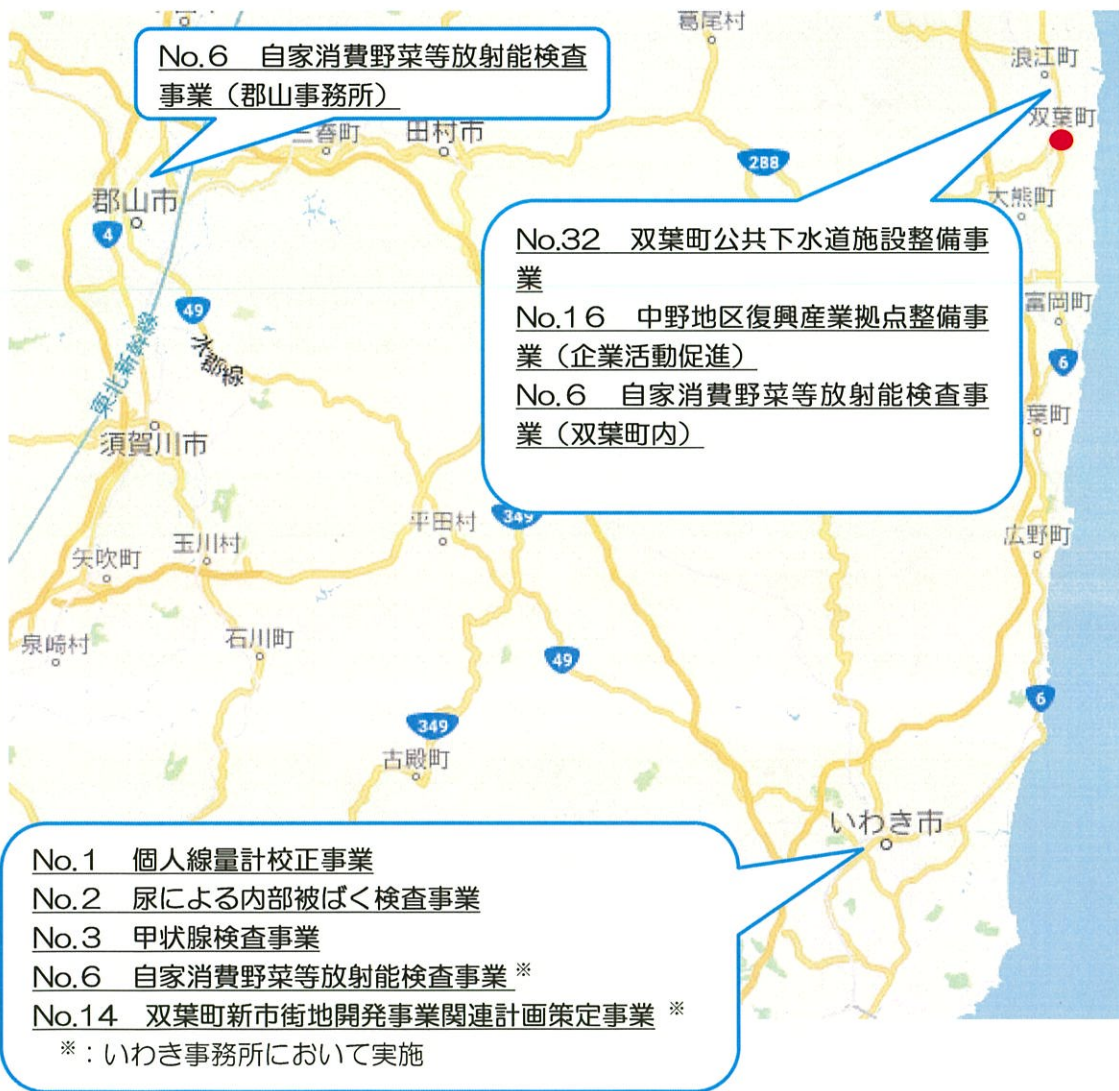 葛尾村
浪江町
No.6 自家消費野菜等放射能検査
事業（郡山事務所）
双葉町
三春町
田村市
288
郡山市
大熊町
4
No.32 双葉町公共下水道施設整備事
業
No.16 中野地区復興産業拠点整備事
業（企業活動促進）
No.6 自家消費野菜等放射能検査事
業（双葉町内）
富岡町
49
水郡線
東北新幹線
6
葉町
須賀川市
349
平田村
広野町
玉川村
矢吹町
石川町
泉崎村
49
6
349
古殿町
いわき市
No.1 個人線量計校正事業
No.2 尿による内部被ばく検査事業
No.3 甲状腺検査事業
No.6 自家消費野菜等放射能検査事業 ※
No.14 双葉町新市街地開発事業関連計画策定事業 ※
※：いわき事務所において実施